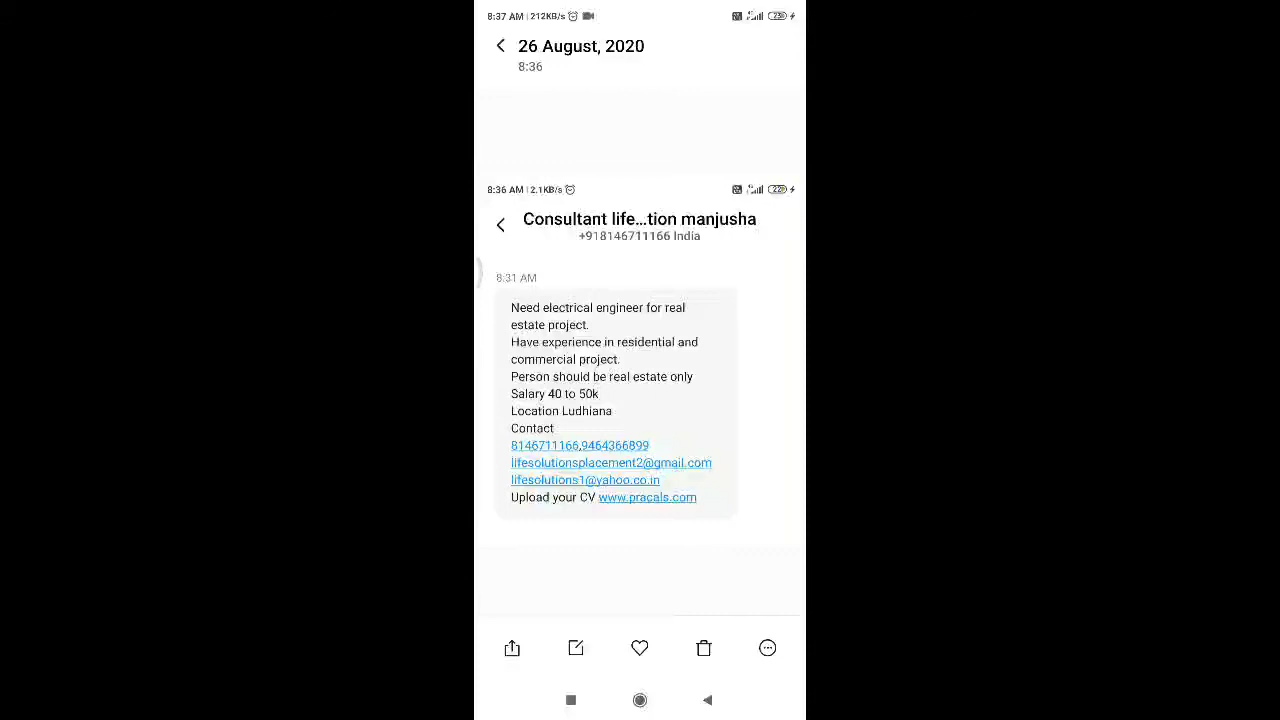 8:37 AM | 212KB/s
23
26 August, 2020
8:36
8:36 AM | 2.1KB/s
22
Consultant life...tion manjusha
+918146711166 India
8:31 AM
Need electrical engineer for real
estate project.
Have experience in residential and
commercial project.
Person should be real estate only
Salary 40 to 50k
Location Ludhiana
Contact
8146711166,9464366899
lifesolutionsplacement2@gmail.com
lifesolutions1@yahoo.co.in
Upload your CV www.pracals.com